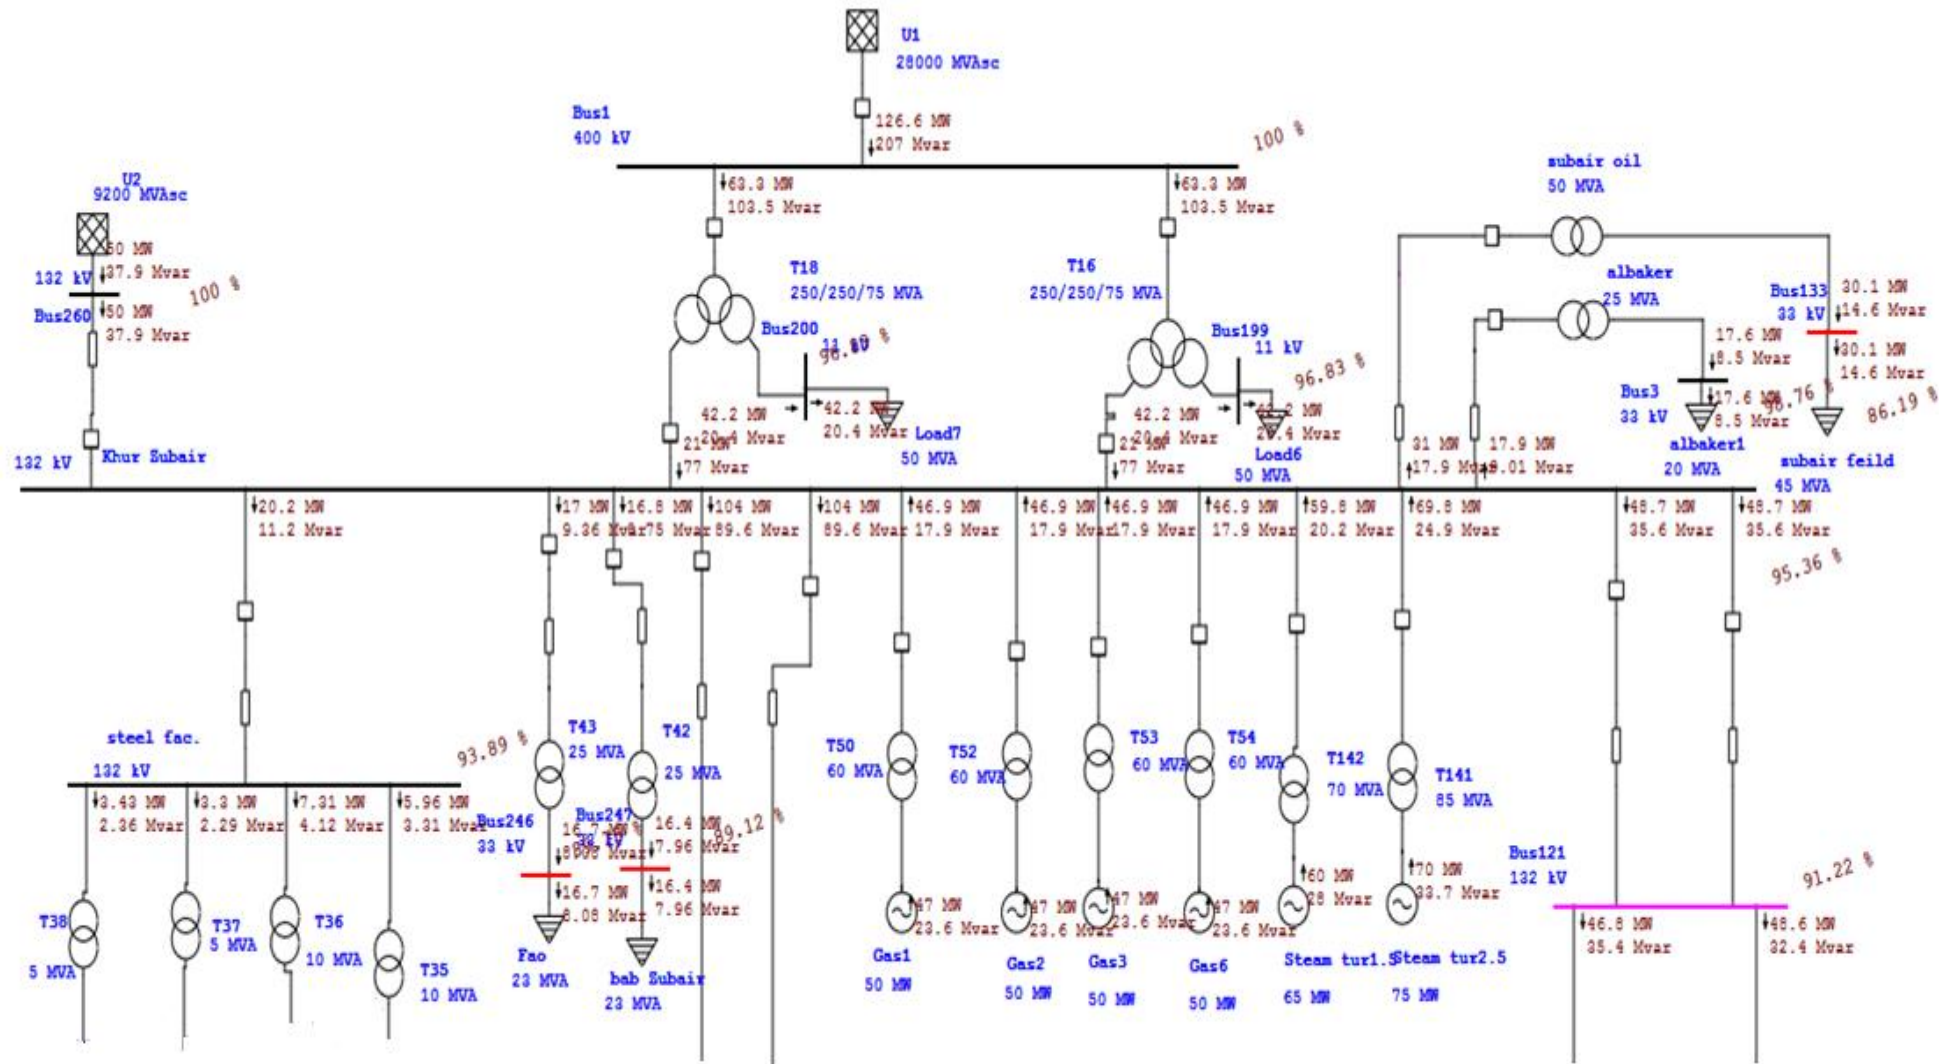 U1
28000 MVAsc
126.6 MW
207 Mvar
Bus1
400 kV
100 %
63.3 MW
103.5 Mvar
63.3 MW
103.5 Mvar
subair oil
50 MVA
U2
9200 MVAsc
37.9 Mvar
132 kV
100 %
50 MW
Bus260
37.9 Mvar
T18
250/250/75 MVA
T16
250/250/75 MVA
albaker
25 MVA
Bus133
33 kV
30.1 MW
14.6 Mvar
30.1 MW
14.6 Mvar
Bus200
Bus199
11 kV
96.83 %
17.6 MW
8.5 Mvar
Bus3
33 kV
17.6 MW
8.5 Mvar
86.19 %
42.2 MW
42.2 MW
20.4 Mvar
Load7
50 MVA
42.2 MW
Load6
50 MVA
albaker1
20 MVA
subair feild
45 MVA
77 Mvar
77 Mvar
31 MW
17.9 MW
132 kV
Khur Subair
20.2 MW
11.2 Mvar
17 MW
16.8 MW
104 MW
89.6 Mvar
104 MW
89.6 Mvar
46.9 MW
17.9 Mvar
46.9 MW
46.9 MW
17.9 Mvar
46.9 MW
17.9 Mvar
59.8 MW
20.2 Mvar
69.8 MW
24.9 Mvar
48.7 MW
35.6 Mvar
48.7 MW
35.6 Mvar
95.36 %
steel fac.
132 kV
93.89 %
T43
25 MVA
T42
25 MVA
T50
60 MVA
T52
60 MVA
T53
60 MVA
T54
60 MVA
T142
70 MVA
T141
85 MVA
3.43 MW
2.36 Mvar
3.3 MW
2.29 Mvar
7.31 MW
4.12 Mvar
5.96 MW
3.31 Mvar
Bus246
33 kV
Bus247
16.4 MW
7.96 Mvar
89.12 %
16.7 MW
8.08 Mvar
16.4 MW
7.96 Mvar
T38
5 MVA
T37
5 MVA
T36
10 MVA
T35
10 MVA
Fao
23 MVA
bab Subair
23 MVA
47 MW
23.6 Mvar
47 MW
23.6 Mvar
47 MW
23.6 Mvar
47 MW
23.6 Mvar
60 MW
28 Mvar
70 MW
33.7 Mvar
Gas1
50 MW
Gas2
50 MW
Gas3
50 MW
Gas6
50 MW
Steam tur1.5
65 MW
Steam tur2.5
75 MW
Bus121
132 kV
91.22 %
46.8 MW
35.4 Mvar
48.6 MW
32.4 Mvar